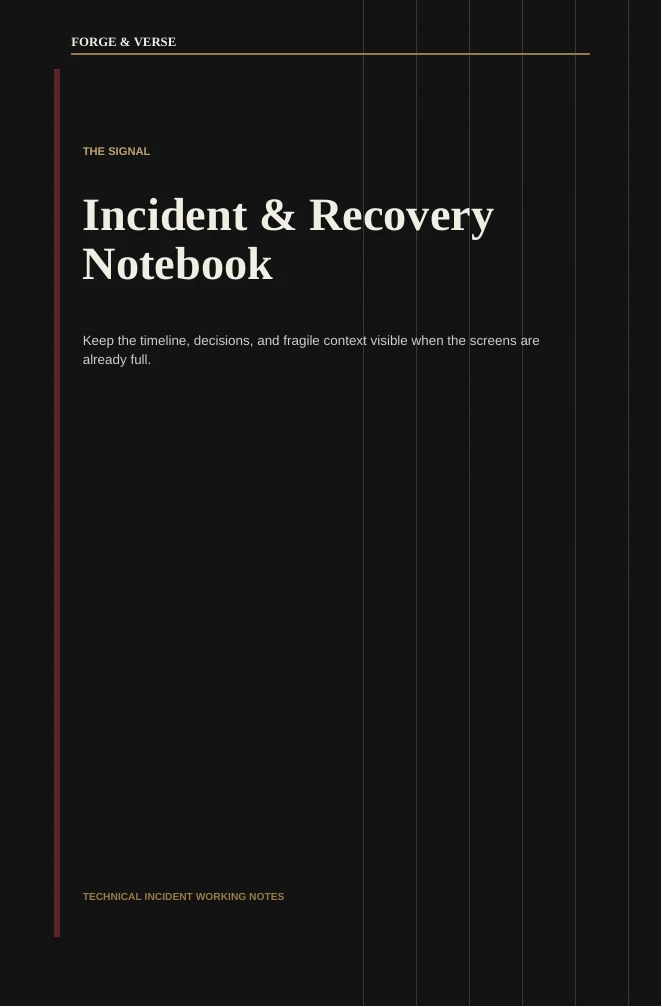 FORGE & VERSE
THE SIGNAL
Incident & Recovery
Notebook
Keep the timeline, decisions, and fragile context visible when the screens are
already full.
TECHNICAL INCIDENT WORKING NOTES